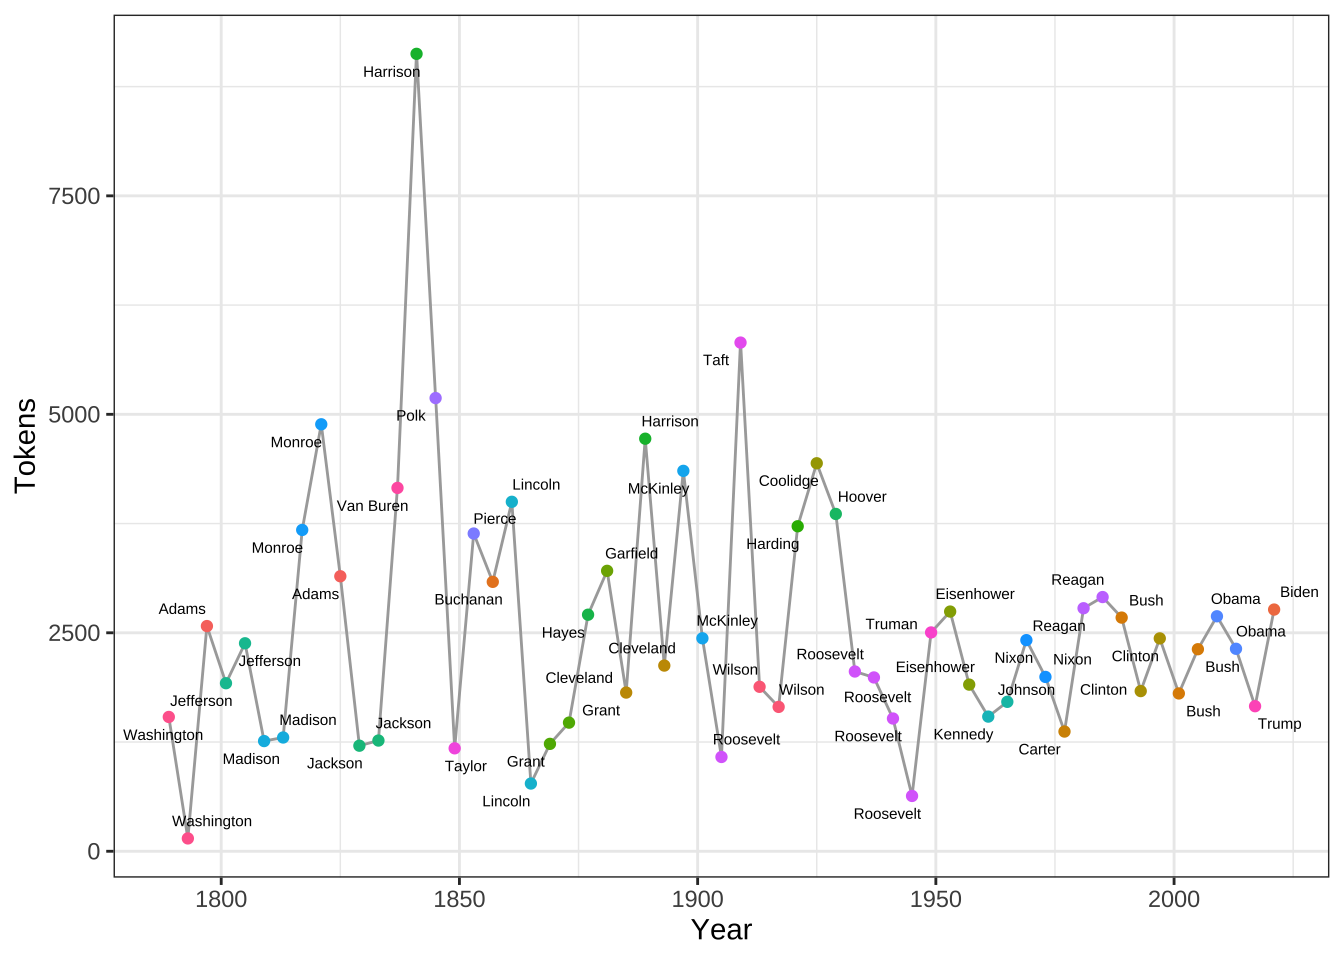 Harrison
7500
Tokens
5000
Taft
Polk
Harrison
Monroe
McKinley
Coolidge
Lincoln
Hoover
Van Buren
Pierce
Monroe
Harding
Garfield
Adams
Buchanan
Reagan
Eisenhower
Bush
Obama
Biden
Adams
2500
Hayes
McKinley
Truman
Reagan
Obama
Jefferson
Cleveland
Roosevelt
Nixon
Nixon
Clinton
Bush
Wilson
Eisenhower
Cleveland
Wilson
Johnson
Clinton
Jefferson
Roosevelt
Grant
Bush
Madison
Jackson
Trump
Washington
Roosevelt
Roosevelt
Kennedy
Carter
Madison
Jackson
Taylor
Grant
Lincoln
Roosevelt
Washington
0
1800 1850 1900 1950 2000
Year